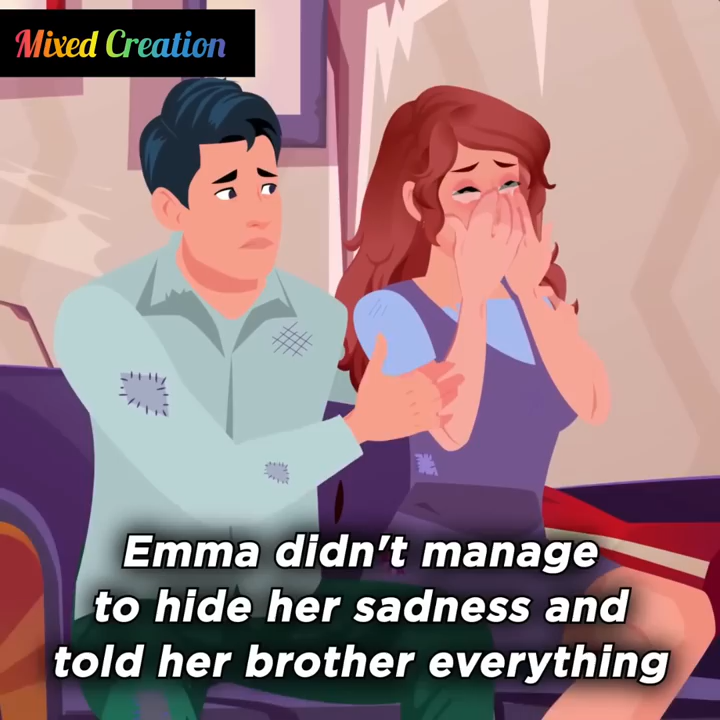 Mixed Creation
Emma didn't manage
to hide her sadness and
told her brother everything